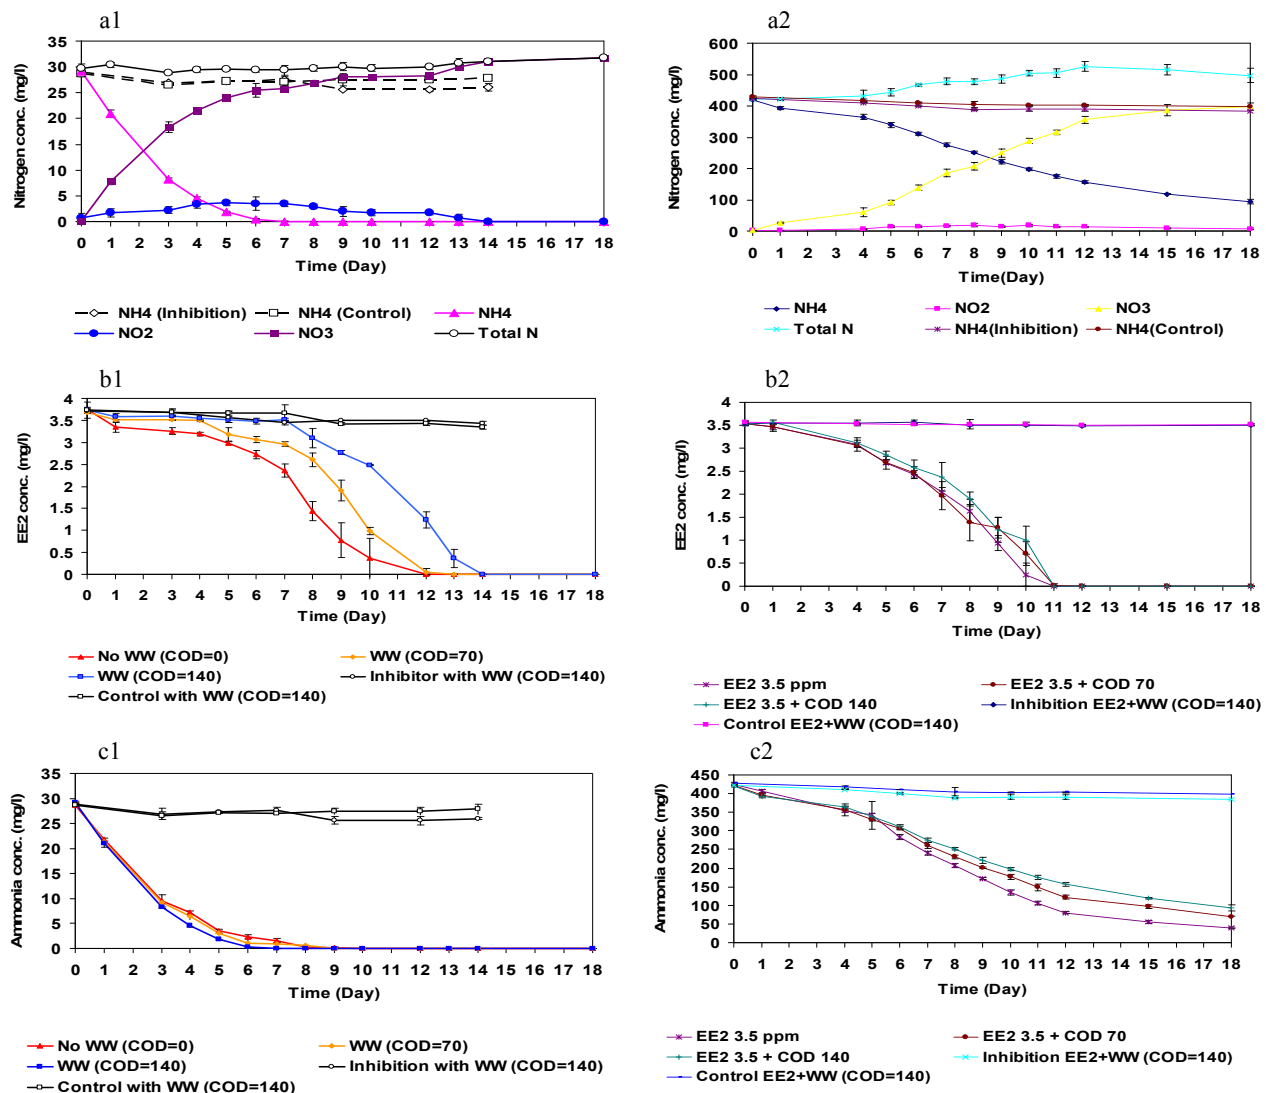 a1
Nitrogen conc. (mg/l)
35
30
25
20
15
10
5
0
0 1 3 4 5 6 7 8 9 10 12 13 14 16 17 18
Time (Day)
NH4 (Inhibition) NH4 (Control) NH4
NO2 NO3 Total N
a2
Nitrogen conc. (mg/l)
600
500
400
300
200
100
0
0 1 3 4 5 6 7 8 9 10 11 12 14 15 16 17 18
Time(Day)
NH4 NO2 NO3
Total N NH4(Inhibition) NH4(Control)
b1
EE2 conc. (mg/l)
4
3.5
3
2.5
2
1.5
1
0.5
0
0 1 3 4 5 6 7 8 9 10 12 13 14 16 17 18
Time (Day)
No WW (COD=0) WW (COD=70)
WW (COD=140) Inhibitor with WW (COD=140)
Control with WW (COD=140)
b2
EE2 conc. (mg/l)
4
3.5
3
2.5
2
1.5
1
0.5
0
0 1 3 4 5 6 7 8 9 10 11 12 14 15 16 17 18
Time (Day)
EE2 3.5 ppm EE2 3.5 + COD 70
EE2 3.5 + COD 140 Inhibition EE2+WW (COD=140)
Control EE2+WW (COD=140)
c1
Ammonia conc. (mg/l)
35
30
25
20
15
10
5
0
0 1 3 4 5 6 7 8 9 10 12 13 14 16 17 18
Time (Day)
No WW (COD=0) WW (COD=70)
WW (COD=140) Inhibition with WW (COD=140)
Control with WW (COD=140)
c2
Ammonia conc. (mg/l)
450
400
350
300
250
200
150
100
50
0
0 1 3 4 5 6 7 8 9 10 11 12 14 15 16 17 18
Time (Day)
EE2 3.5 ppm EE2 3.5 + COD 70
EE2 3.5 + COD 140 Inhibition EE2+WW (COD=140)
Control EE2+WW (COD=140)